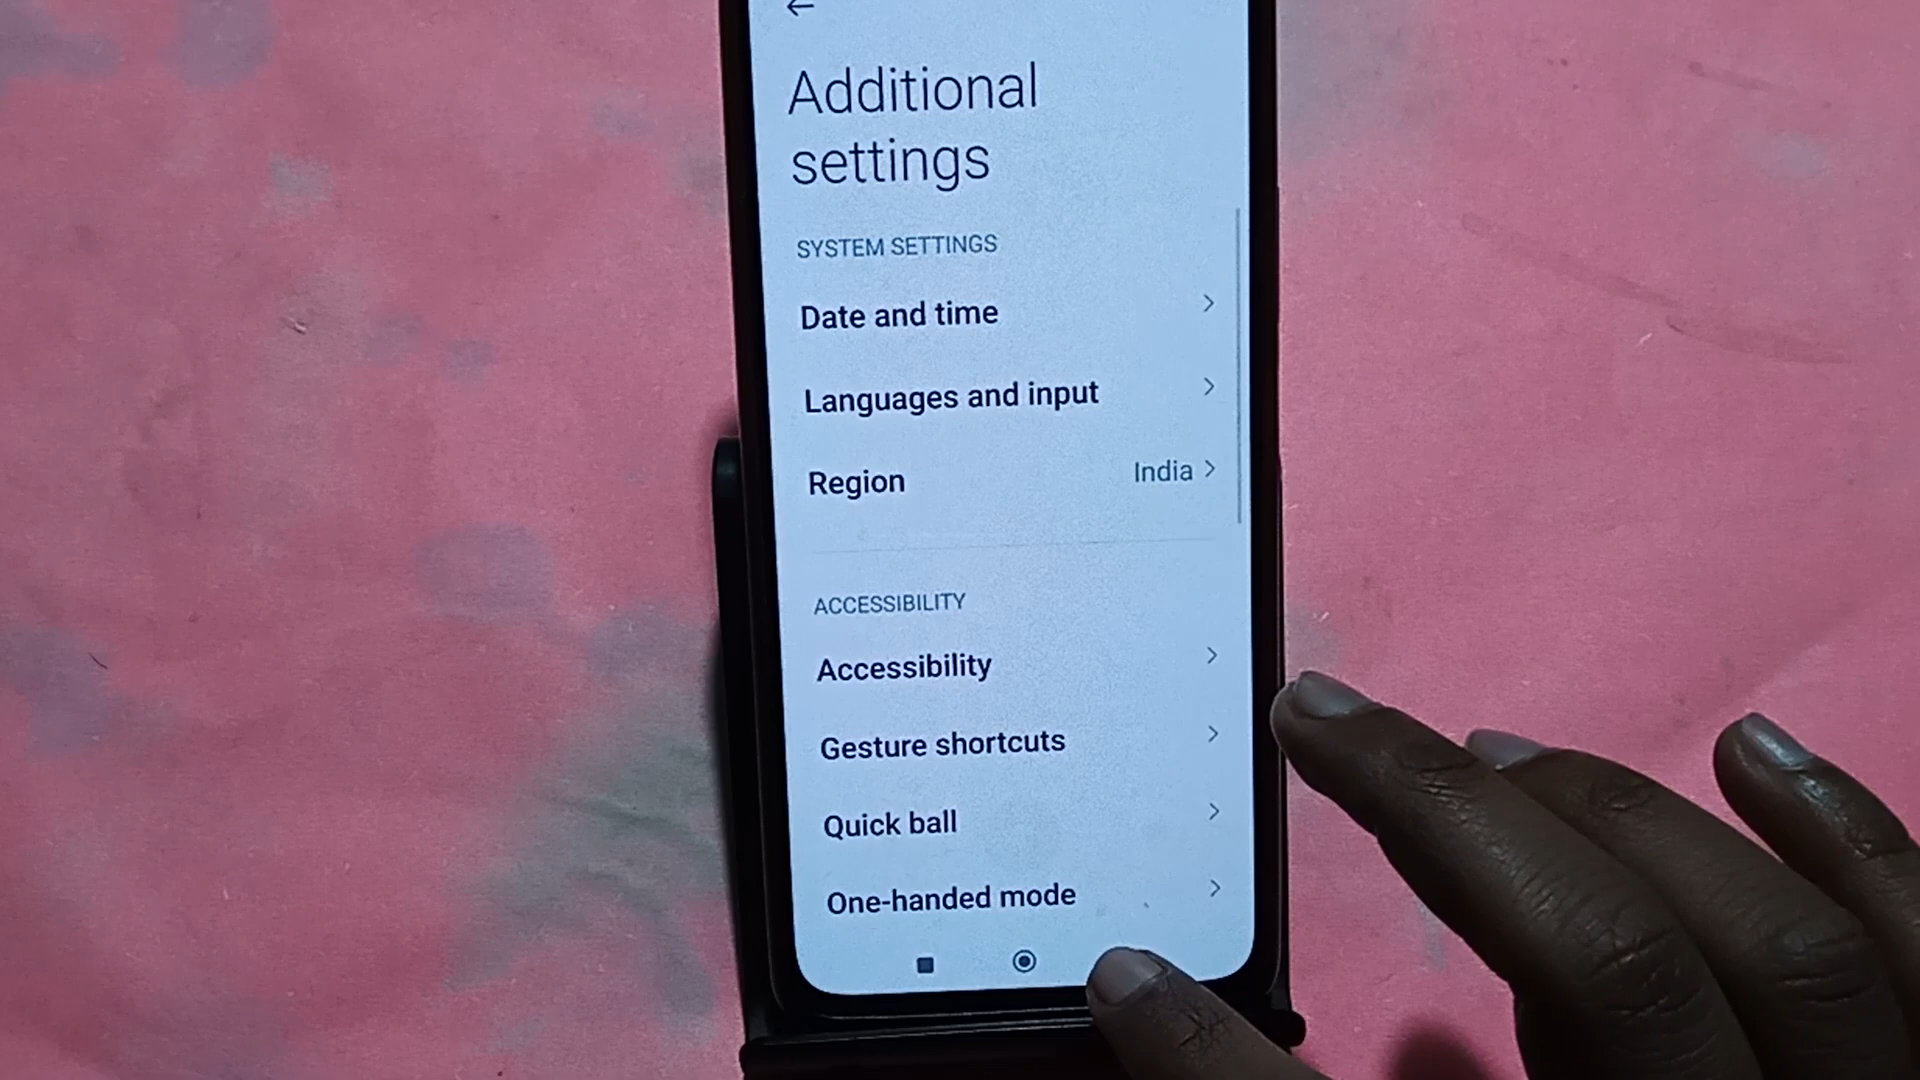 Additional
settings
SYSTEM SETTINGS
Date and time
Languages and input
Region India
ACCESSIBILITY
Accessibility
Gesture shortcuts
Quick ball
One-handed mode